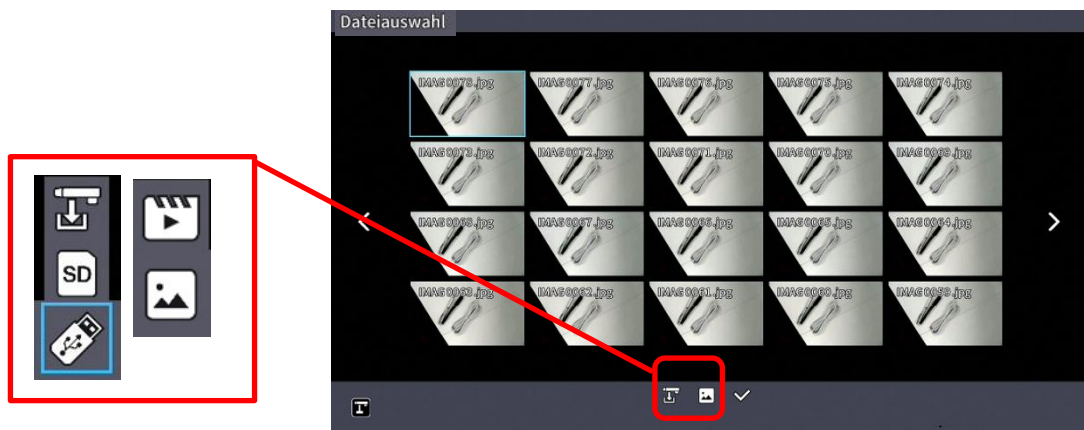 Dateiauswahl
IMAG0078.jpg IMAG0077.jpg IMAG0076.jpg IMAG0075.jpg IMAG0074.jpg
IMAG0073.jpg IMAG0072.jpg IMAG0071.jpg IMAG0070.jpg IMAG0069.jpg
IMAG0068.jpg IMAG0067.jpg IMAG0066.jpg IMAG0065.jpg IMAG0064.jpg
IMAG0063.jpg IMAG0062.jpg IMAG0061.jpg IMAG0060.jpg IMAG0059.jpg
SD
T